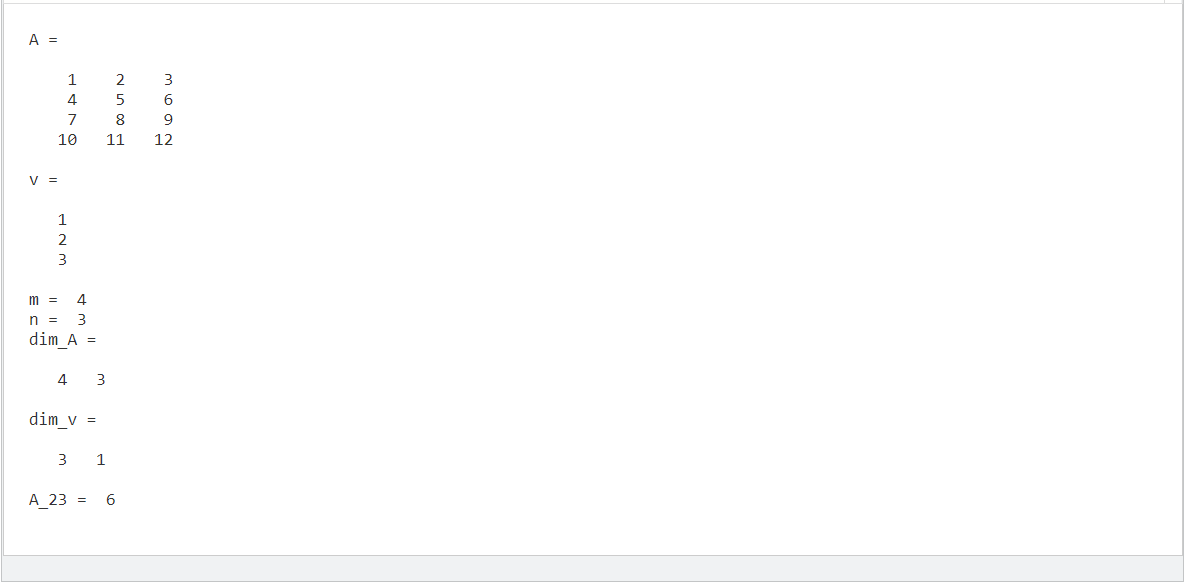 A =
1 2 3
4 5 6
7 8 9
10 11 12
v =
1
2
3
m = 4
n = 3
dim_A =
4 3
dim_v =
3 1
A_23 = 6